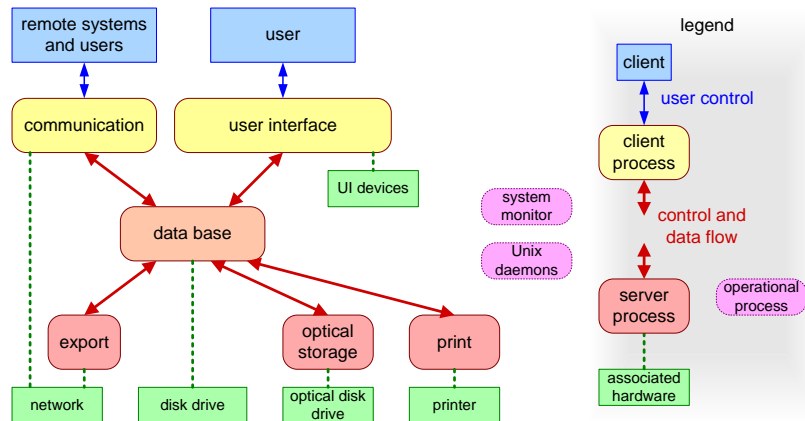 remote systems
and users
user
communication
user interface
UI devices
data base
system
monitor
Unix
daemons
export
optical
storage
print
network
disk drive
optical disk
drive
printer
legend
client
user control
client
process
control and
data flow
server
process
operational
process
associated
hardware